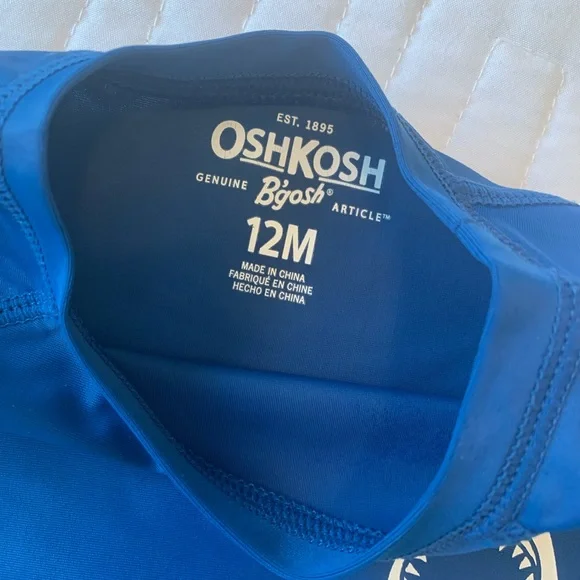 EST. 1895
OSHKOSH
GENUINE B'gosh® ARTICLE™
12M
MADE IN CHINA
FABRIQUÉ EN CHINE
HECHO EN CHINA